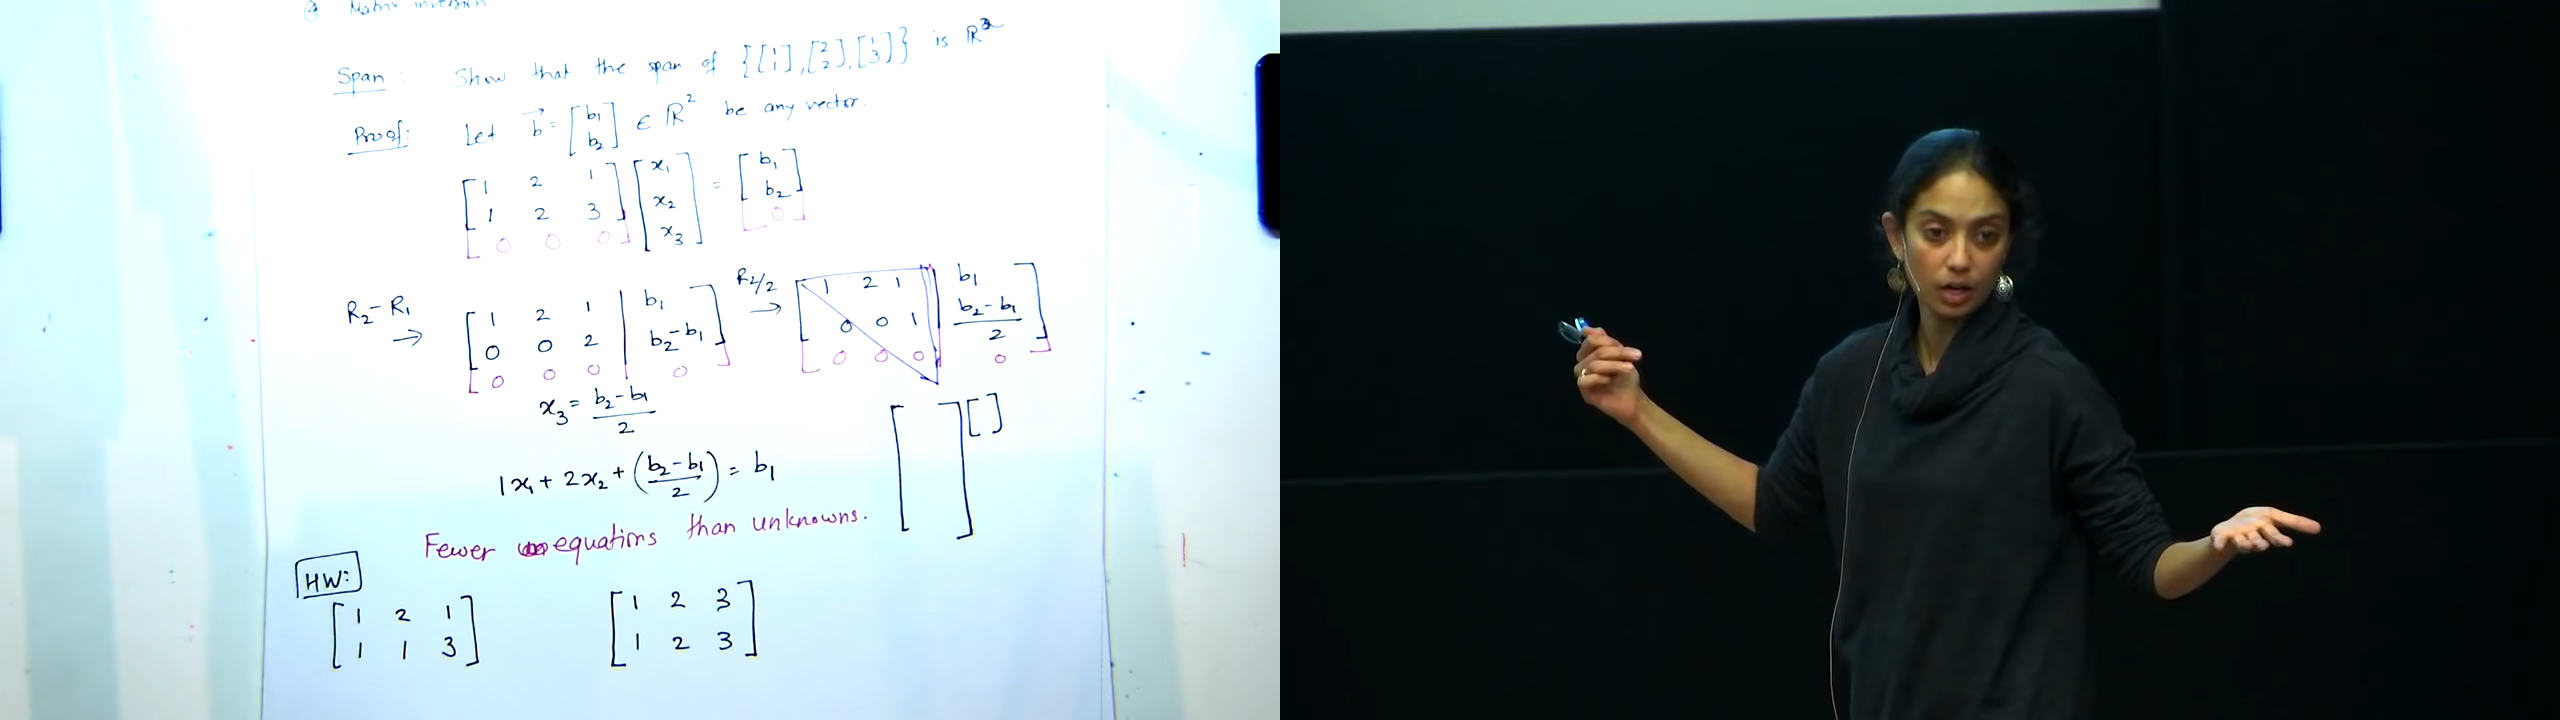 ② Matrix inversion
Span: Show that the span of {[1 1], [2 2], [1 3]} is ℝ²
Proof: Let b⃗ = [b₁ b₂] ∈ ℝ² be any vector.
[1 2 1; 1 2 3; 0 0 0] [x₁ x₂ x₃] = [b₁ b₂ 0]
R₂-R₁ → [1 2 1 | b₁; 0 0 2 | b₂-b₁; 0 0 0 | 0] R₂/2 → [1 2 1 | b₁; 0 0 1 | (b₂-b₁)/2; 0 0 0 | 0]
x₃ = (b₂-b₁)/2
1x₁ + 2x₂ + ((b₂-b₁)/2) = b₁
Fewer equations than unknowns.
HW:
[1 2 1; 1 1 3] [1 2 3; 1 2 3]